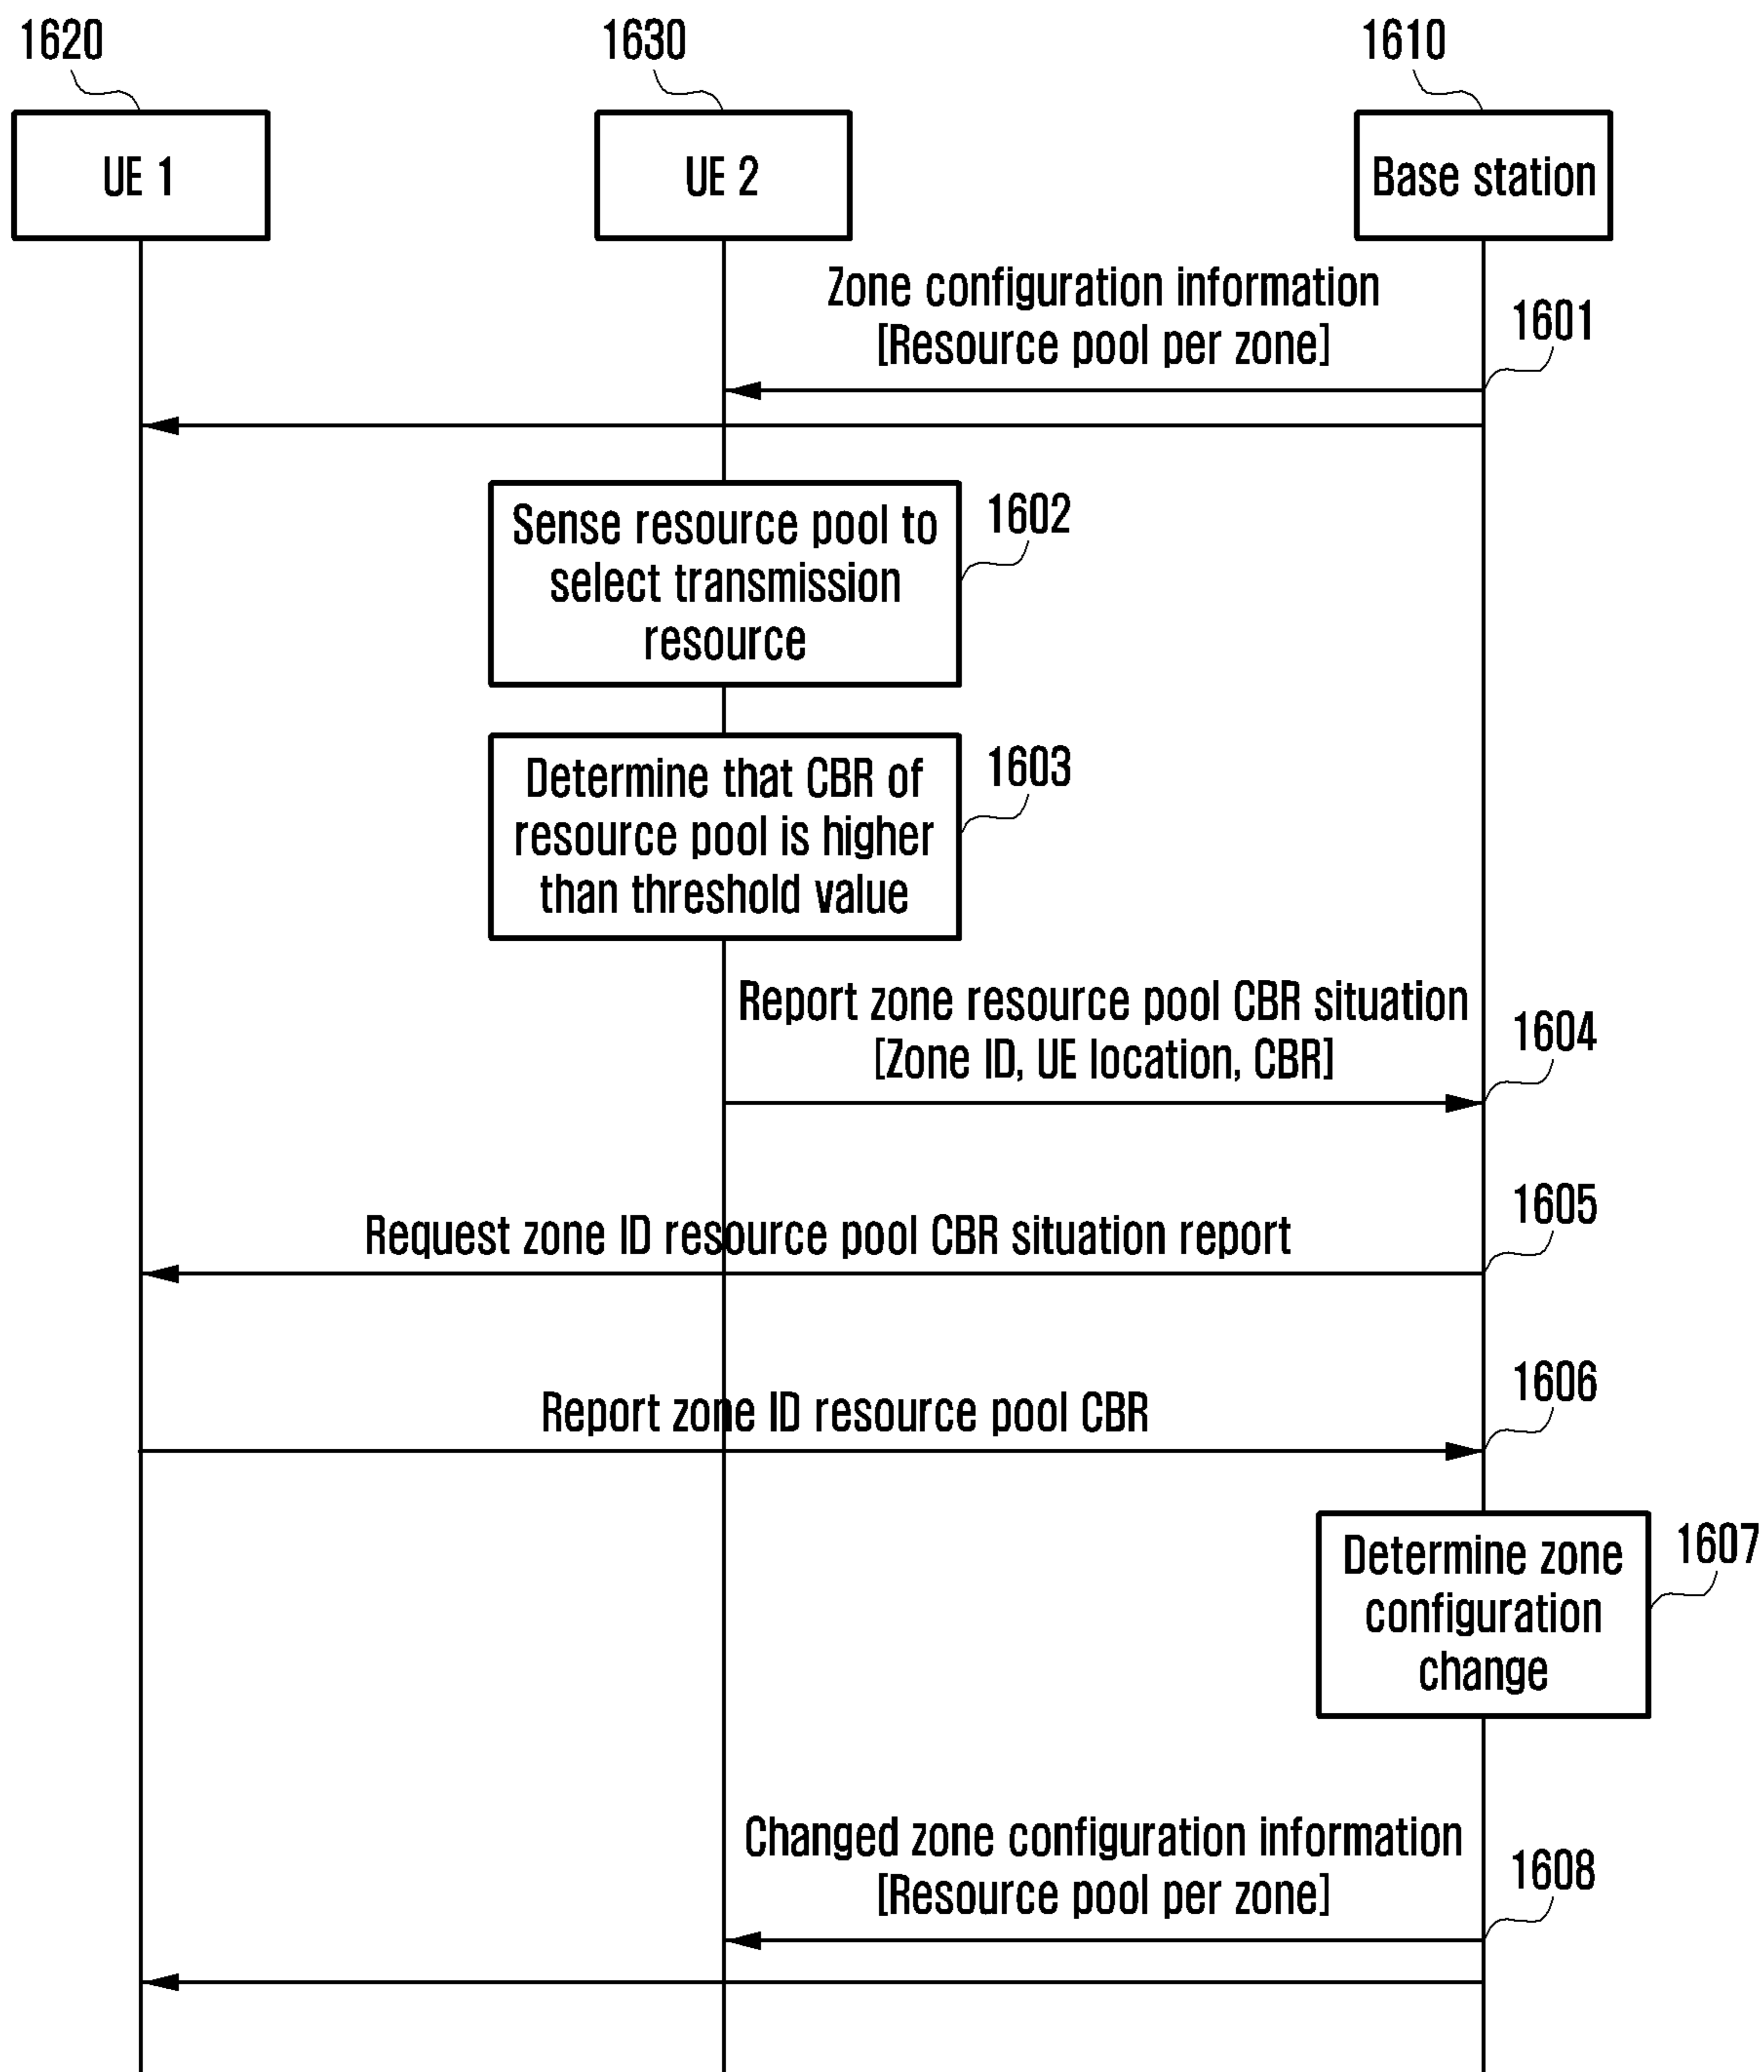 1620
1630
1610
UE 1
UE 2
Base station
Zone configuration information
[Resource pool per zone]
1601
Sense resource pool to
select transmission
resource
1602
Determine that CBR of
resource pool is higher
than threshold value
1603
Report zone resource pool CBR situation
[Zone ID, UE location, CBR]
1604
Request zone ID resource pool CBR situation report
1605
Report zone ID resource pool CBR
1606
Determine zone
configuration
change
1607
Changed zone configuration information
[Resource pool per zone]
1608